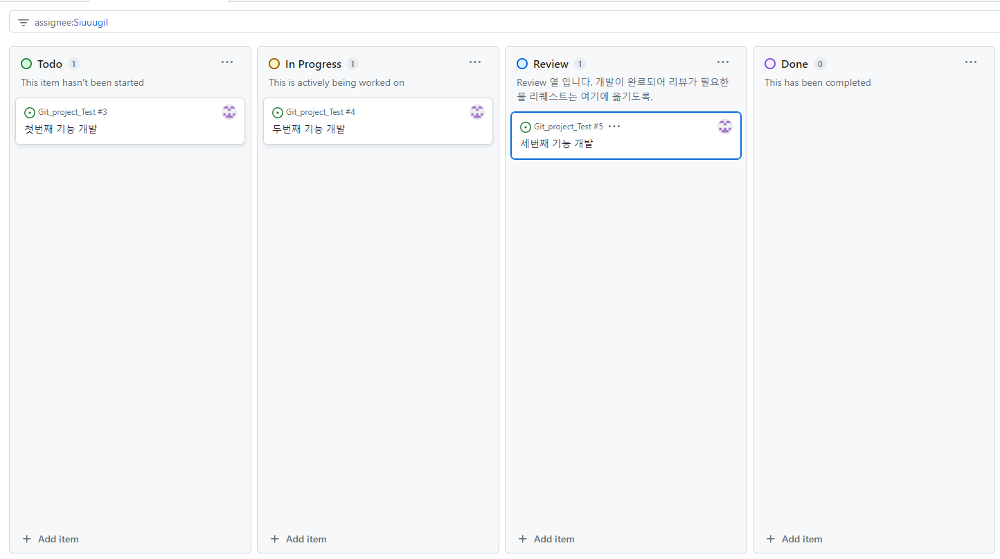 assignee:Siuuugil
Todo 1
This item hasn't been started
Git_project_Test #3
첫번째 기능 개발
Add item
In Progress 1
This is actively being worked on
Git_project_Test #4
두번째 기능 개발
Add item
Review 1
Review 열 입니다. 개발이 완료되어 리뷰가 필요한
풀 리퀘스트는 여기에 옮기도록.
Git_project_Test #5
세번째 기능 개발
Add item
Done 0
This has been completed
Add item